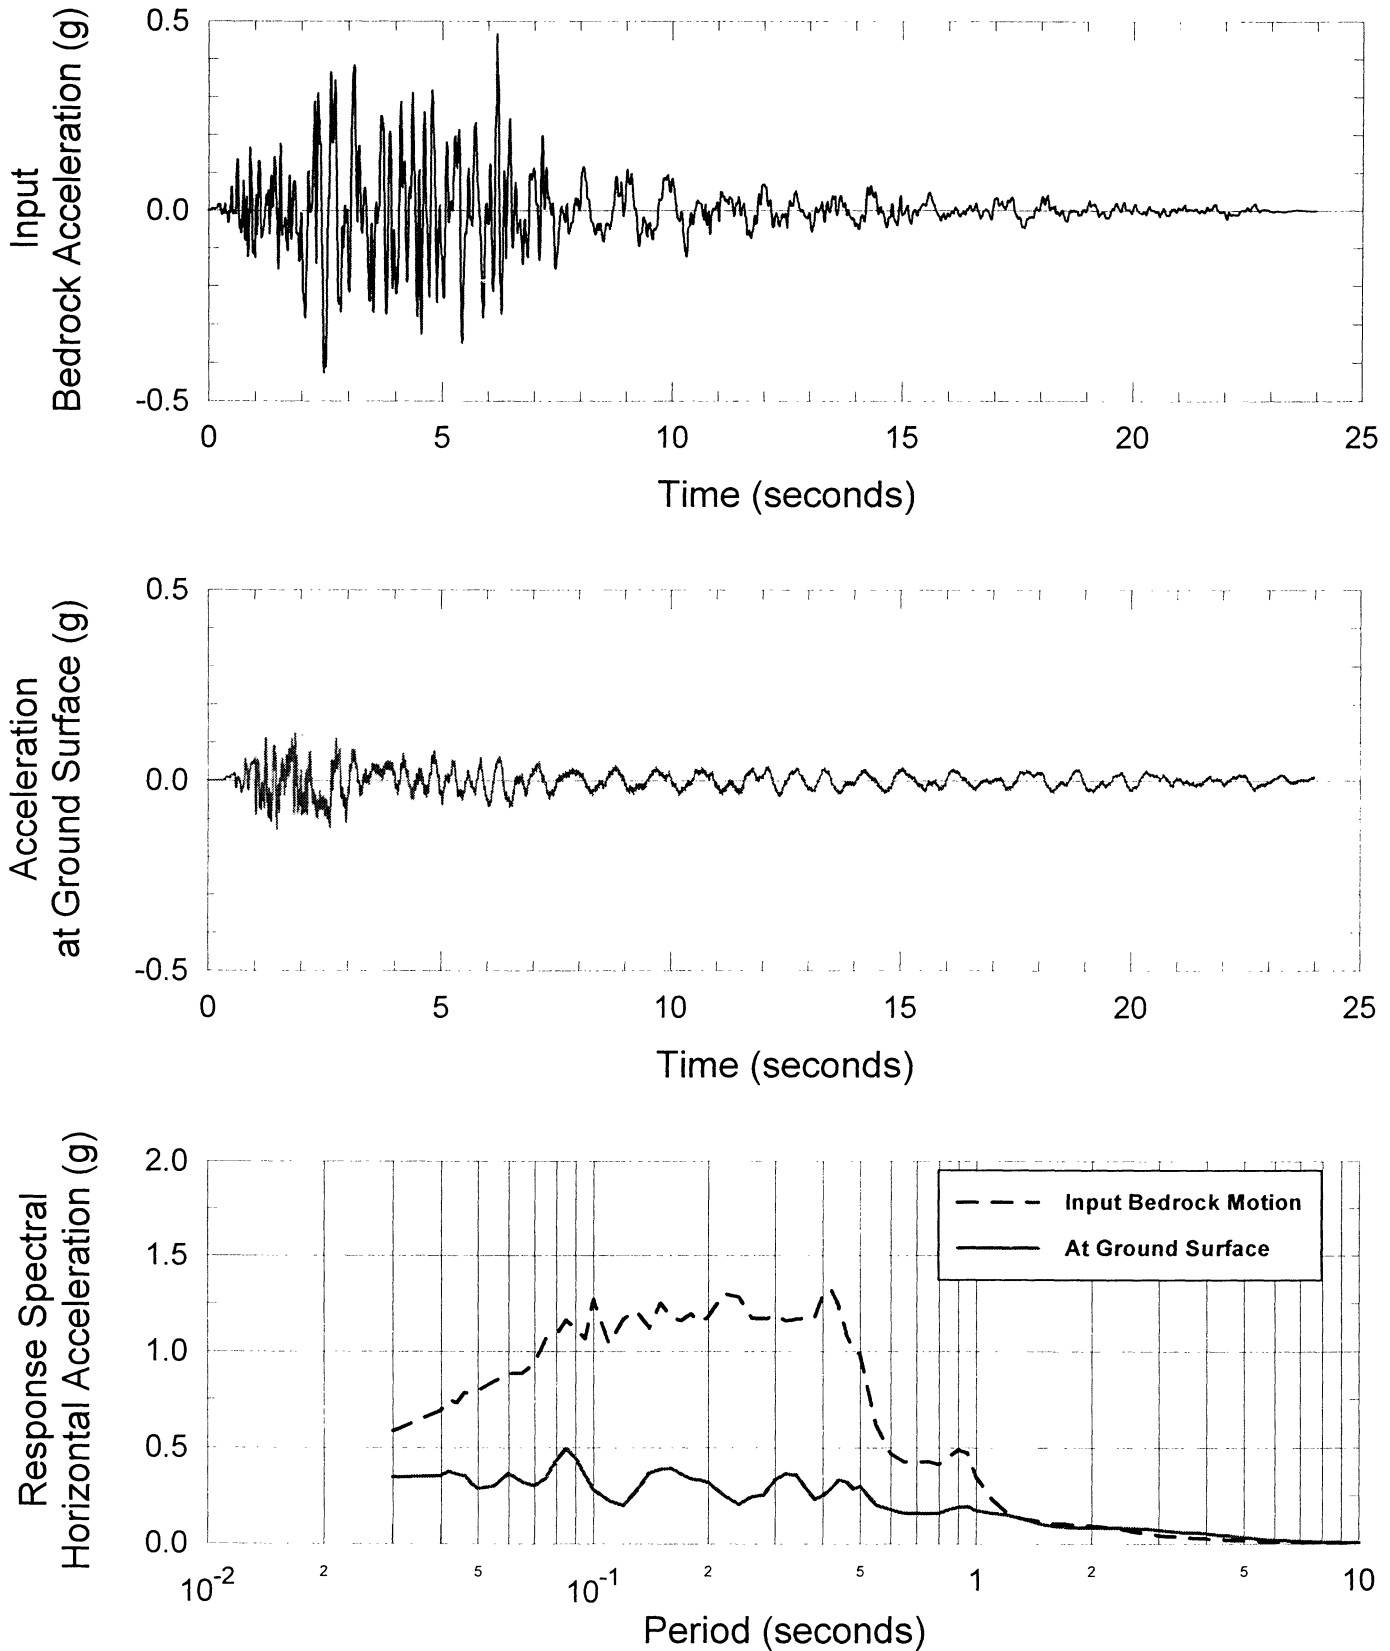 Input
Bedrock Acceleration (g)
0.5
0.0
-0.5
0 5 10 15 20 25
Time (seconds)
Acceleration
at Ground Surface (g)
0.5
0.0
-0.5
0 5 10 15 20 25
Time (seconds)
Response Spectral
Horizontal Acceleration (g)
2.0
1.5
1.0
0.5
0.0
Input Bedrock Motion
At Ground Surface
10-2 2 5 10-1 2 5 1 2 5 10
Period (seconds)